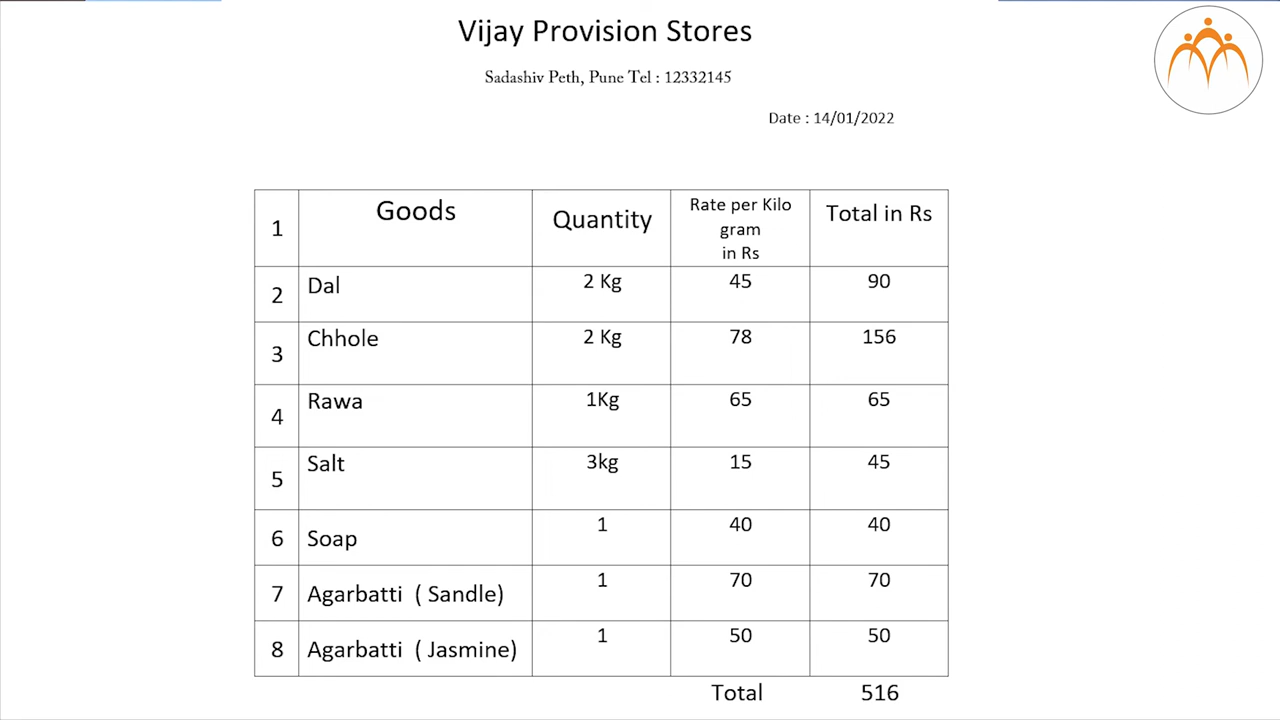 Vijay Provision Stores
Sadashiv Peth, Pune Tel : 12332145
Date : 14/01/2022
1 Goods Quantity Rate per Kilo gram in Rs Total in Rs
2 Dal 2 Kg 45 90
3 Chhole 2 Kg 78 156
4 Rawa 1Kg 65 65
5 Salt 3kg 15 45
6 Soap 1 40 40
7 Agarbatti ( Sandle) 1 70 70
8 Agarbatti ( Jasmine) 1 50 50
Total 516